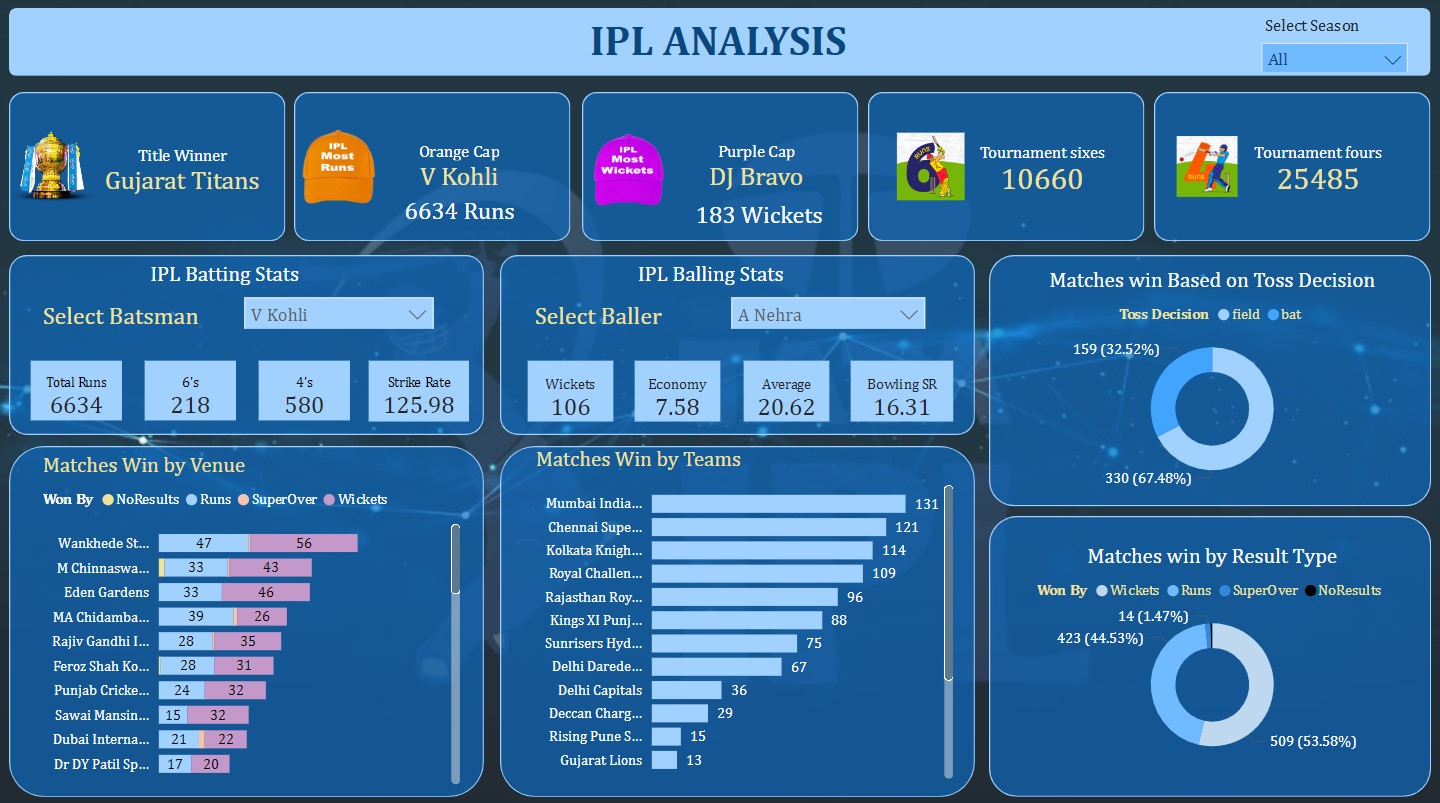 IPL ANALYSIS
Select Season
All
Title Winner
Gujarat Titans
IPL
Most
Runs
Orange Cap
V Kohli
6634 Runs
IPL
Most
Wickets
Purple Cap
DJ Bravo
183 Wickets
RUNS
Tournament sixes
10660
RUNS
Tournament fours
25485
IPL Batting Stats
Select Batsman
V Kohli
Total Runs
6634
6's
218
4's
580
Strike Rate
125.98
IPL Balling Stats
Select Baller
A Nehra
Wickets
106
Economy
7.58
Average
20.62
Bowling SR
16.31
Matches win Based on Toss Decision
Toss Decision field bat
159 (32.52%)
330 (67.48%)
Matches Win by Venue
Won By NoResults Runs SuperOver Wickets
Wankhede St... 47 56
M Chinnaswa... 33 43
Eden Gardens 33 46
MA Chidamba... 39 26
Rajiv Gandhi I... 28 35
Feroz Shah Ko... 28 31
Punjab Cricke... 24 32
Sawai Mansin... 15 32
Dubai Interna... 21 22
Dr DY Patil Sp... 17 20
Matches Win by Teams
Mumbai India... 131
Chennai Supe... 121
Kolkata Knigh... 114
Royal Challen... 109
Rajasthan Roy... 96
Kings XI Punj... 88
Sunrisers Hyd... 75
Delhi Darede... 67
Delhi Capitals 36
Deccan Charg... 29
Rising Pune S... 15
Gujarat Lions 13
Matches win by Result Type
Won By Wickets Runs SuperOver NoResults
14 (1.47%)
423 (44.53%)
509 (53.58%)